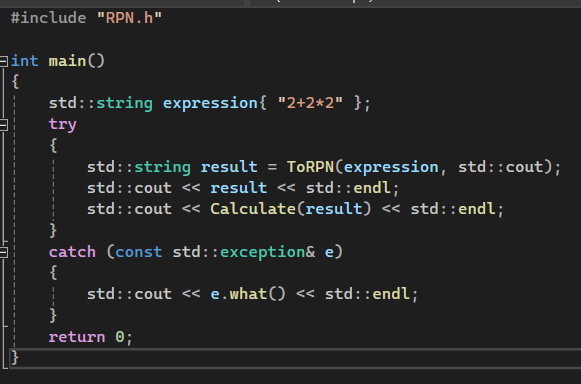 #include "RPN.h"
int main()
{
std::string expression{ "2+2*2" };
try
{
std::string result = ToRPN(expression, std::cout);
std::cout << result << std::endl;
std::cout << Calculate(result) << std::endl;
}
catch (const std::exception& e)
{
std::cout << e.what() << std::endl;
}
return 0;
}